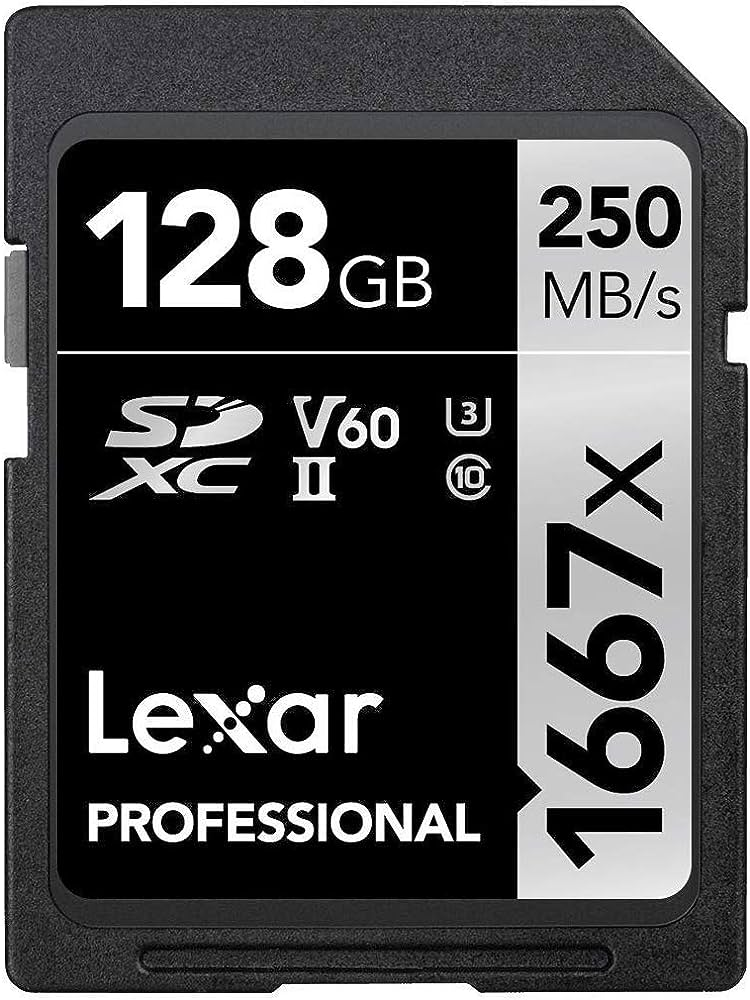 128GB
250
MB/s
SD
XC
V60
II
3
10
1667x
Lexar
PROFESSIONAL